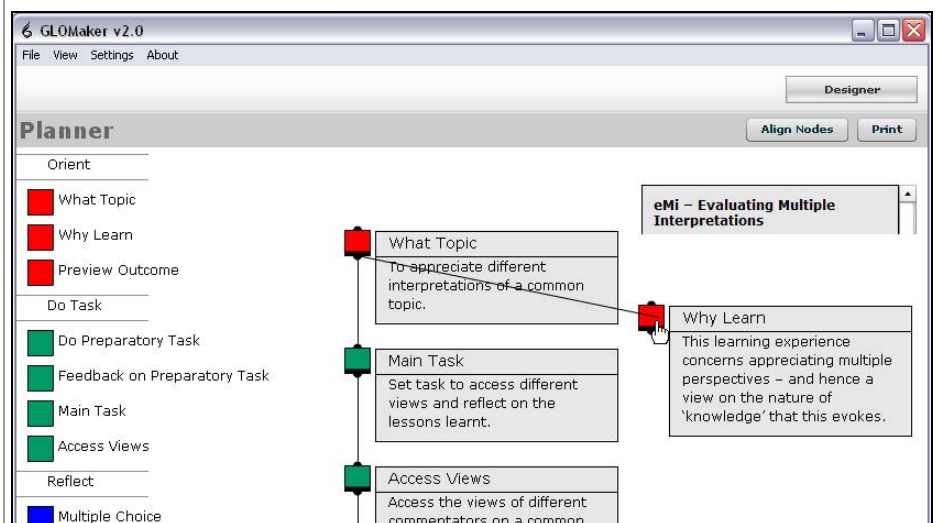 GLOMaker v2.0
File View Settings About
Designer
Planner
Align Nodes
Print
Orient
What Topic
Why Learn
Preview Outcome
Do Task
Do Preparatory Task
Feedback on Preparatory Task
Main Task
Access Views
Reflect
Multiple Choice
What Topic
To appreciate different
interpretations of a common
topic.
Main Task
Set task to access different
views and reflect on the
lessons learnt.
Access Views
Access the views of different
commentators on a common
eMi – Evaluating Multiple
Interpretations
Why Learn
This learning experience
concerns appreciating multiple
perspectives – and hence a
view on the nature of
‘knowledge’ that this evokes.